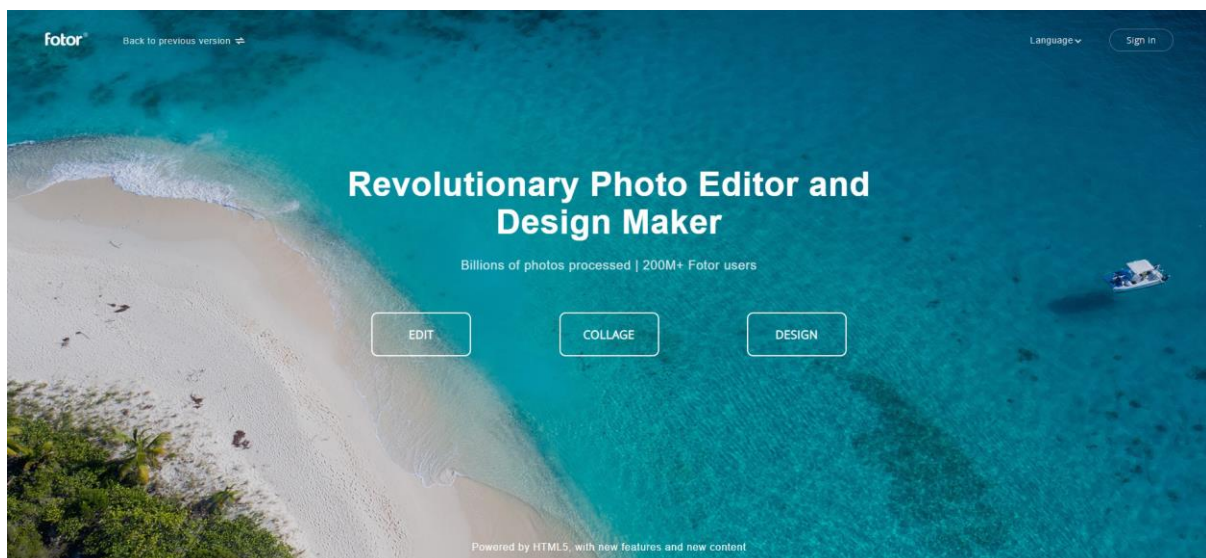 fotor®
Back to previous version
Language
Sign in
Revolutionary Photo Editor and
Design Maker
Billions of photos processed | 200M+ Fotor users
EDIT
COLLAGE
DESIGN
Powered by HTML5, with new features and new content